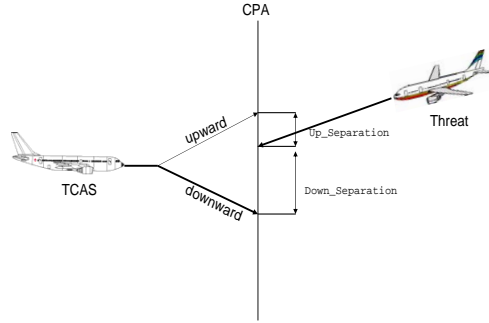 CPA
upward
Up_Separation
Threat
TCAS
downward
Down_Separation